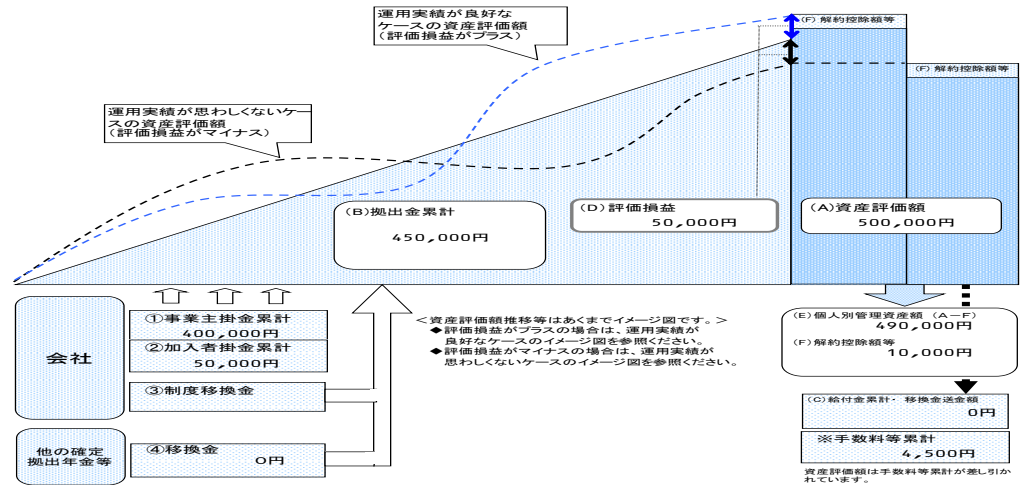 運用実績が良好な
ケースの資産評価額
(評価損益がプラス)
(F) 解約控除額等
(F) 解約控除額等
運用実績が思わしくないケー
スの資産評価額
(評価損益がマイナス)
(B)拠出金累計
450,000円
(D)評価損益
50,000円
(A)資産評価額
500,000円
会社
①事業主掛金累計
400,000円
②加入者掛金累計
50,000円
③制度移換金
他の確定
拠出年金等
④移換金
0円
<資産評価額推移等はあくまでイメージ図です。>
◆評価損益がプラスの場合は、運用実績が
良好なケースのイメージ図を参照ください。
◆評価損益がマイナスの場合は、運用実績が
思わしくないケースのイメージ図を参照ください。
(E)個人別管理資産額 (A-F)
490,000円
(F)解約控除額等
10,000円
(C)給付金累計・移換金送金額
0円
※手数料等累計
4,500円
資産評価額は手数料等累計が差し引か
れています。